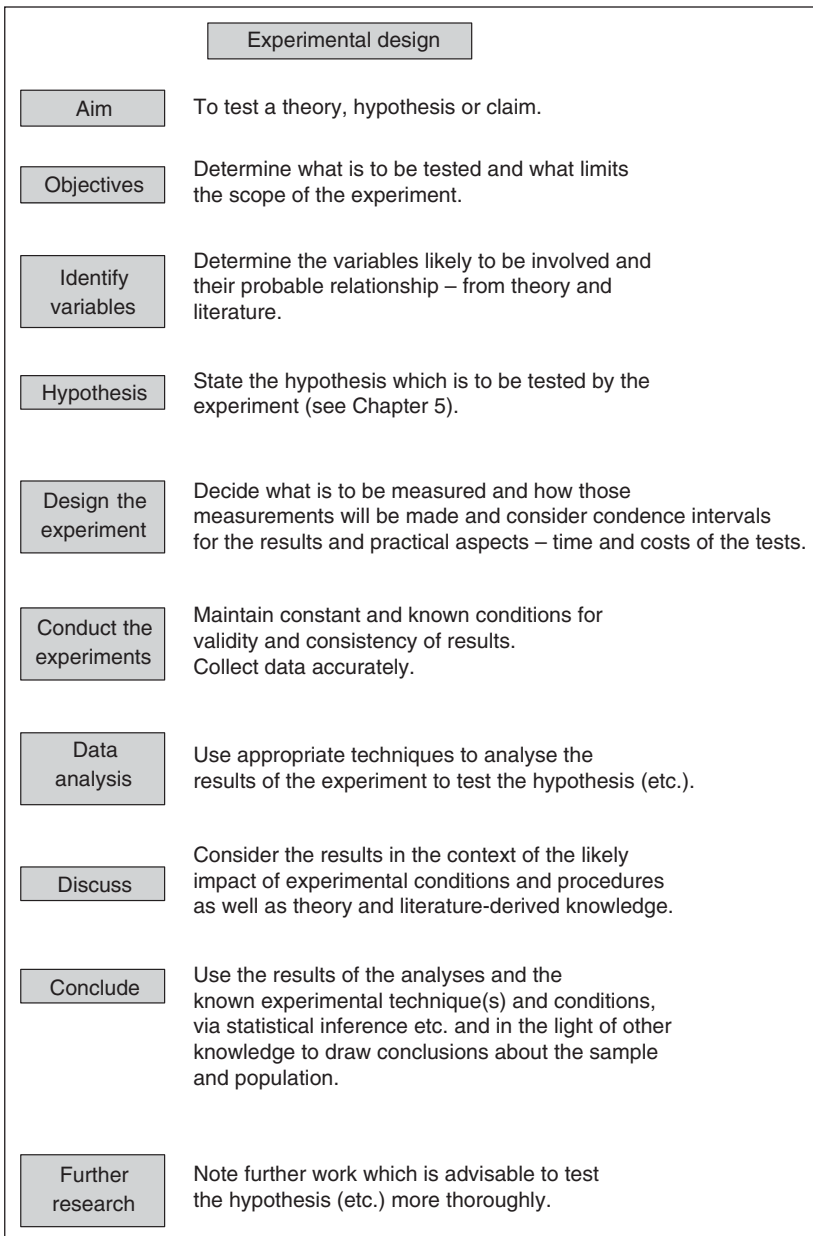 Experimental design
Aim
To test a theory, hypothesis or claim.
Objectives
Determine what is to be tested and what limits
the scope of the experiment.
Identify
variables
Determine the variables likely to be involved and
their probable relationship – from theory and
literature.
Hypothesis
State the hypothesis which is to be tested by the
experiment (see Chapter 5).
Design the
experiment
Decide what is to be measured and how those
measurements will be made and consider condence intervals
for the results and practical aspects – time and costs of the tests.
Conduct the
experiments
Maintain constant and known conditions for
validity and consistency of results.
Collect data accurately.
Data
analysis
Use appropriate techniques to analyse the
results of the experiment to test the hypothesis (etc.).
Discuss
Consider the results in the context of the likely
impact of experimental conditions and procedures
as well as theory and literature-derived knowledge.
Conclude
Use the results of the analyses and the
known experimental technique(s) and conditions,
via statistical inference etc. and in the light of other
knowledge to draw conclusions about the sample
and population.
Further
research
Note further work which is advisable to test
the hypothesis (etc.) more thoroughly.